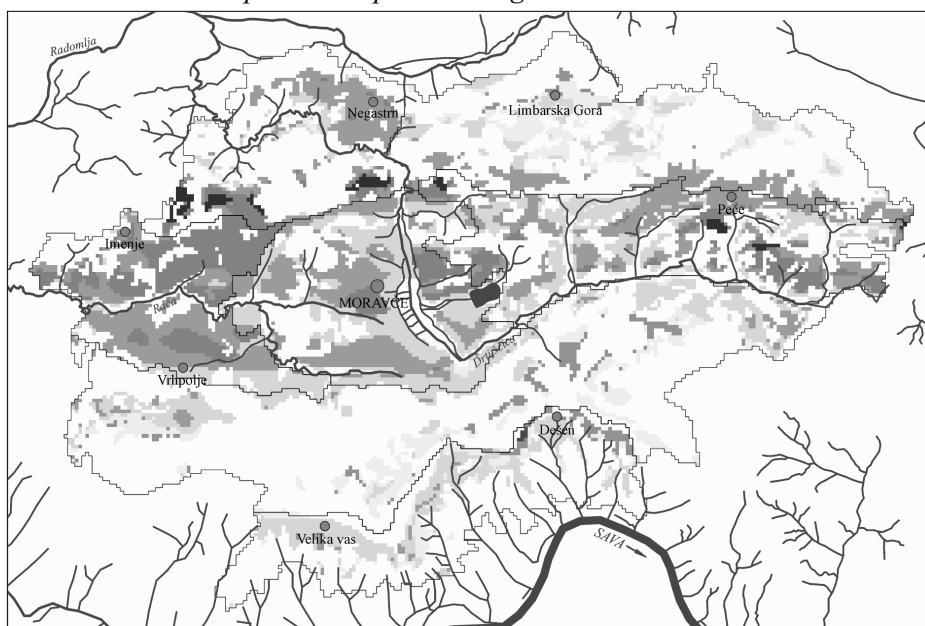 Radomlja
Negastrn
Limbarska Gora
Peče
Imenje
MORAVČE
Rača
Drtijščica
Vrhpolje
Dešen
Velika vas
SAVA